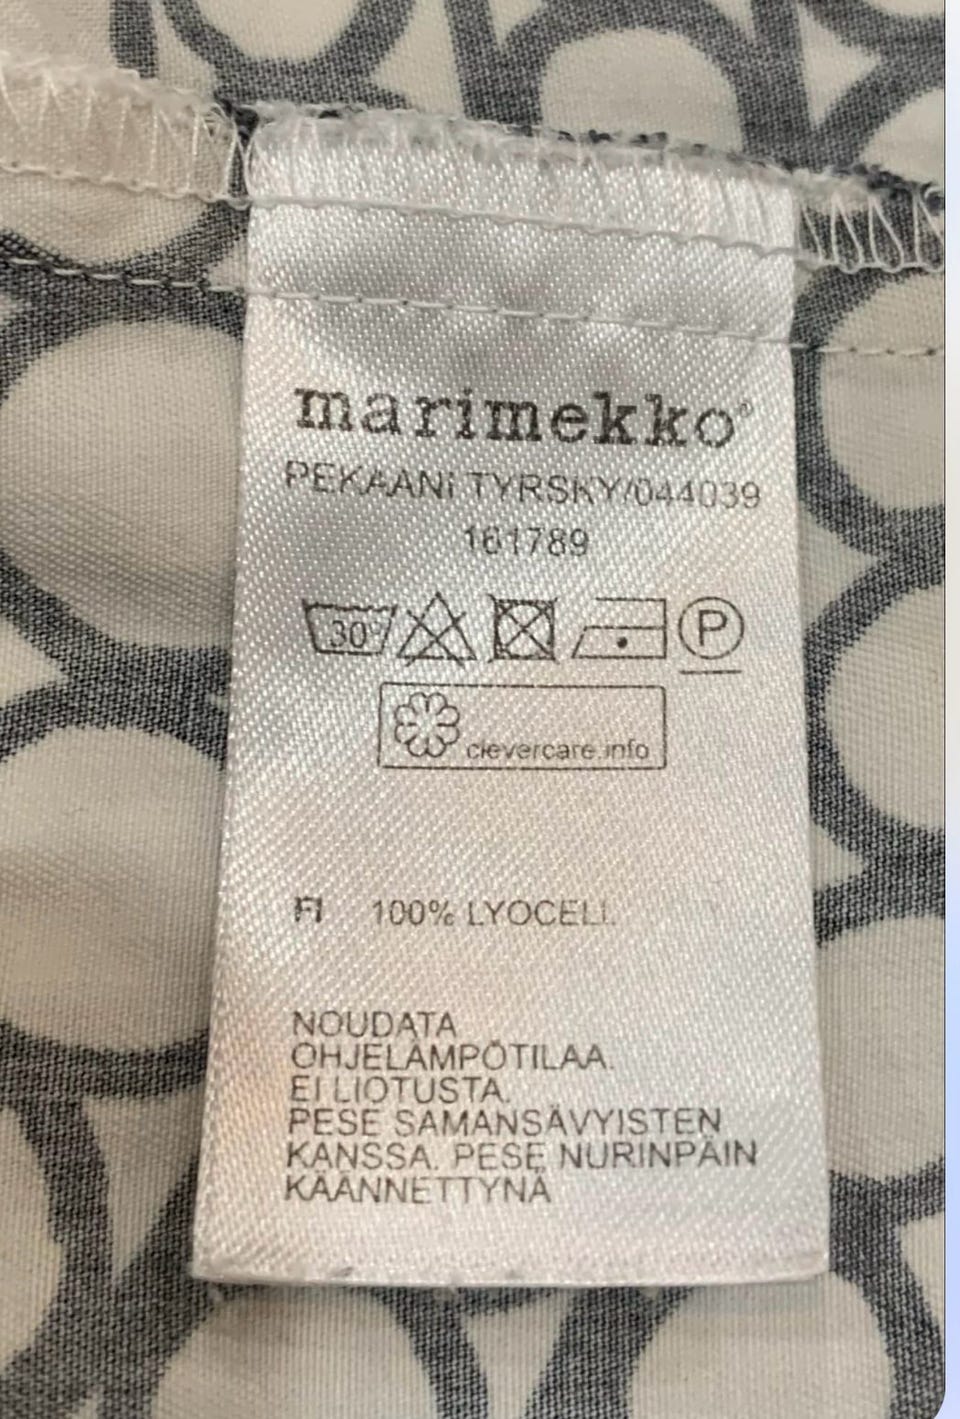 marimekko®
PEKAANI TYRSKY/044039
161789
30° P
clevercare.info
FI 100% LYOCELL
NOUDATA
OHJELÄMPÖTILAA.
EI LIOTUSTA.
PESE SAMANSÄVYISTEN
KANSSA. PESE NURINPÄIN
KÄÄNNETTYNÄ